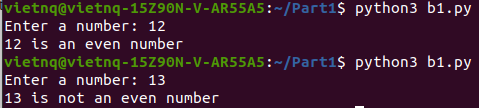 vietnq@vietnq-15Z90N-V-AR55A5:~/Part1$ python3 b1.py
Enter a number: 12
12 is an even number
vietnq@vietnq-15Z90N-V-AR55A5:~/Part1$ python3 b1.py
Enter a number: 13
13 is not an even number